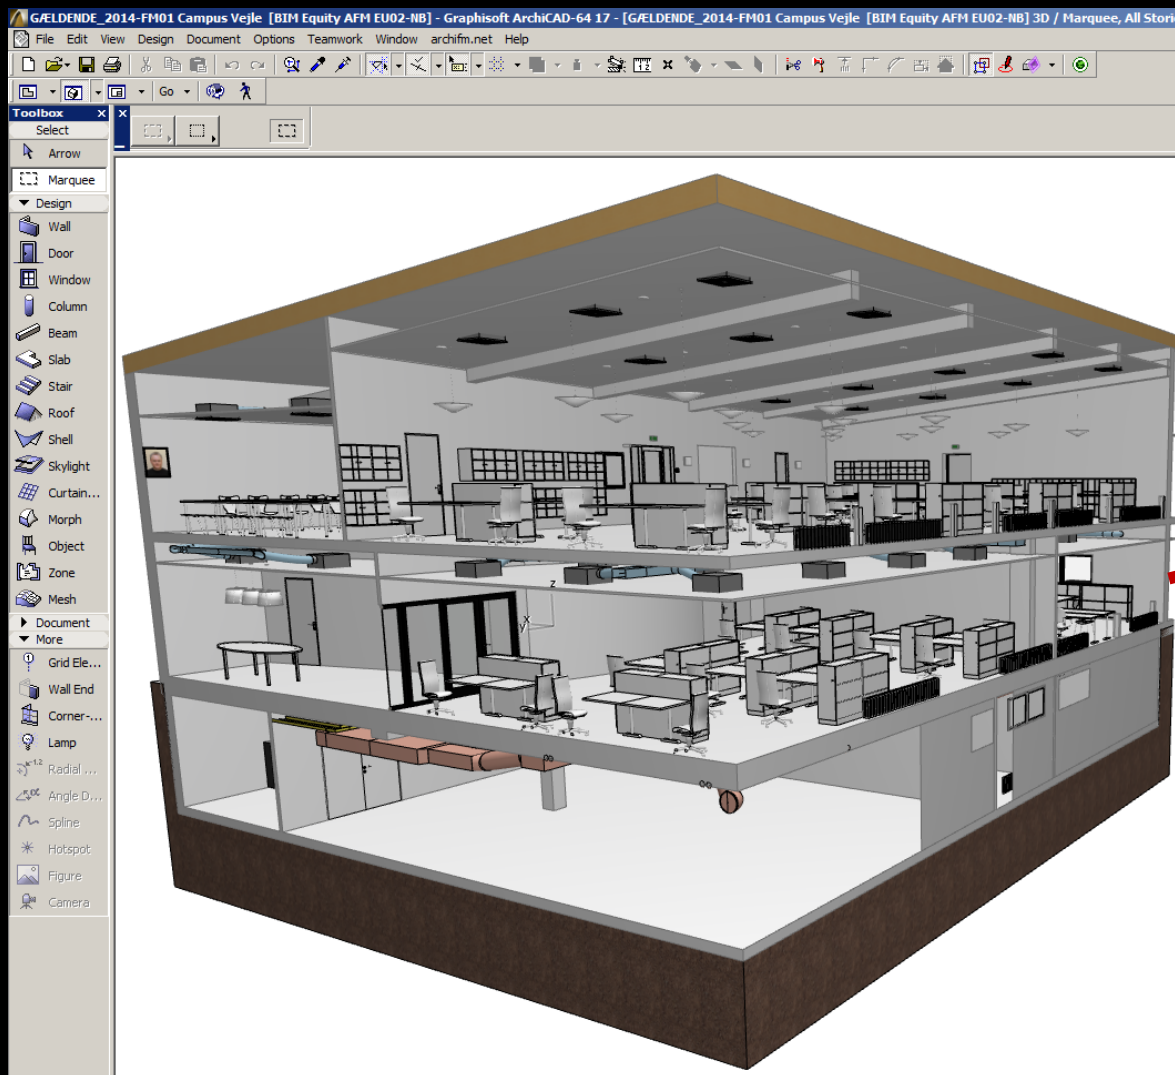 GÆLDENDE_2014-FM01 Campus Vejle [BIM Equity AFM EU02-NB] - Graphisoft ArchiCAD-64 17 - [GÆLDENDE_2014-FM01 Campus Vejle [BIM Equity AFM EU02-NB] 3D / Marquee, All Storie
File Edit View Design Document Options Teamwork Window archifm.net Help
Go
Toolbox x
Select
Arrow
Marquee
Design
Wall
Door
Window
Column
Beam
Slab
Stair
Roof
Shell
Skylight
Curtain...
Morph
Object
Zone
Mesh
Document
More
Grid Ele...
Wall End
Corner-...
Lamp
Radial ...
Angle D...
Spline
Hotspot
Figure
Camera
z
x
y